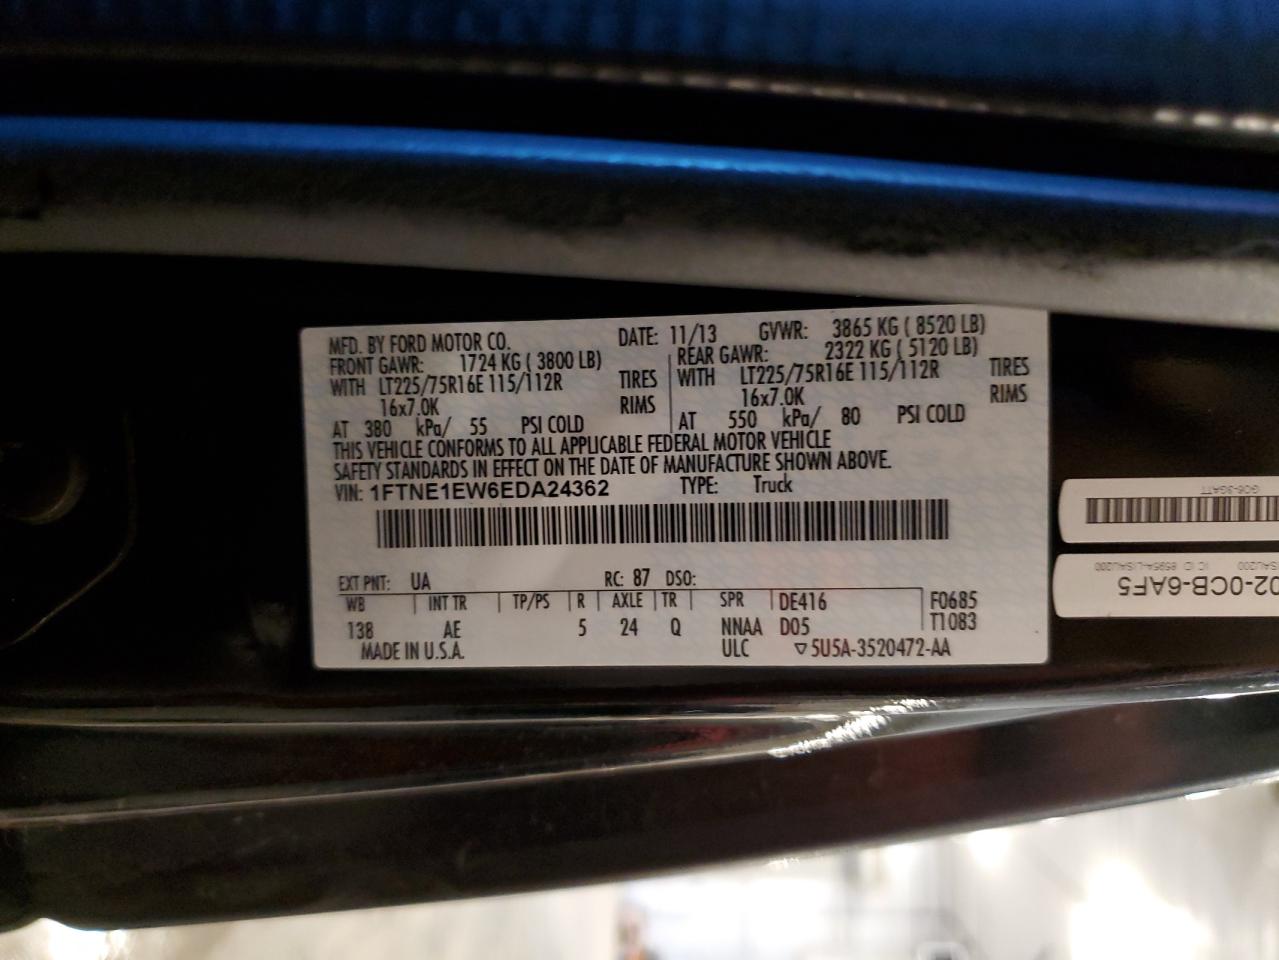 MFD. BY FORD MOTOR CO. DATE: 11/13 GVWR: 3865 KG ( 8520 LB)
FRONT GAWR: 1724 KG ( 3800 LB) REAR GAWR: 2322 KG ( 5120 LB)
WITH LT225/75R16E 115/112R TIRES WITH LT225/75R16E 115/112R TIRES
16x7.0K RIMS 16x7.0K RIMS
AT 380 kPa/ 55 PSI COLD AT 550 kPa/ 80 PSI COLD
THIS VEHICLE CONFORMS TO ALL APPLICABLE FEDERAL MOTOR VEHICLE
SAFETY STANDARDS IN EFFECT ON THE DATE OF MANUFACTURE SHOWN ABOVE.
VIN: 1FTNE1EW6EDA24362 TYPE: Truck
EXT PNT: UA RC: 87 DSO:
WB INT TR TP/PS R AXLE TR SPR DE416 F0685
138 AE 5 24 Q NNAA D05 T1083
MADE IN U.S.A. ULC ▽5U5A-3520472-AA
02-0CB-6AF5